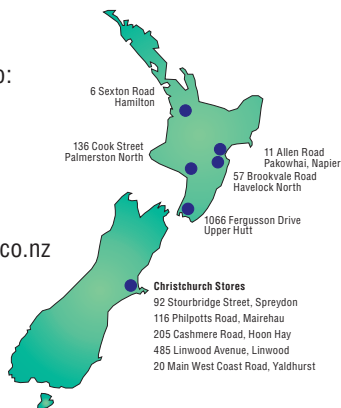 o:
6 Sexton Road
Hamilton
136 Cook Street
Palmerston North
11 Allen Road
Pakowhai, Napier
57 Brookvale Road
Havelock North
1066 Fergusson Drive
Upper Hutt
co.nz
Christchurch Stores
92 Stourbridge Street, Spreydon
116 Philpotts Road, Mairehau
205 Cashmere Road, Hoon Hay
485 Linwood Avenue, Linwood
20 Main West Coast Road, Yaldhurst